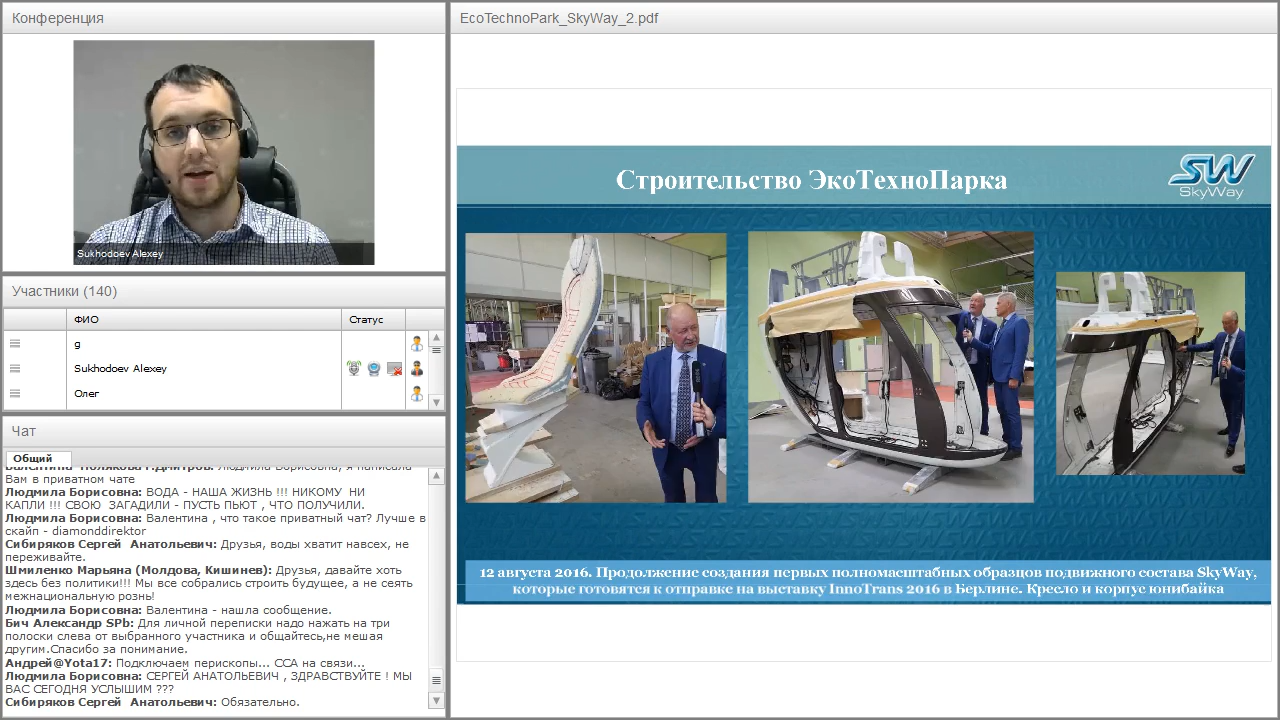 Конференция
Sukhodoev Alexey
Участники (140)
ФИО
Статус
g
Sukhodoev Alexey
Олег
Чат
Общий
Валентина Полякова г.Дмитров: Людмила Борисовна, я написала
Вам в приватном чате
Людмила Борисовна: ВОДА - НАША ЖИЗНЬ !!! НИКОМУ НИ
КАПЛИ !!! СВОЮ ЗАГАДИЛИ - ПУСТЬ ПЬЮТ , ЧТО ПОЛУЧИЛИ.
Людмила Борисовна: Валентина , что такое приватный чат? Лучше в
скайп - diamonddirektor
Сибиряков Сергей Анатольевич: Друзья, воды хватит навсех, не
переживайте.
Шмиленко Марьяна (Молдова, Кишинев): Друзья, давайте хоть
здесь без политики!!! Мы все собрались строить будущее, а не сеять
межнациональную рознь!
Людмила Борисовна: Валентина - нашла сообщение.
Бич Александр SPb: Для личной переписки надо нажать на три
полоски слева от выбранного участника и общайтесь,не мешая
другим.Спасибо за понимание.
Андрей@Yota17: Подключаем перископы... ССА на связи...
Людмила Борисовна: СЕРГЕЙ АНАТОЛЬЕВИЧ , ЗДРАВСТВУЙТЕ ! МЫ
ВАС СЕГОДНЯ УСЛЫШИМ ???
Сибиряков Сергей Анатольевич: Обязательно.
EcoTechnoPark_SkyWay_2.pdf
Строительство ЭкоТехноПарка
SW
SkyWay
12 августа 2016. Продолжение создания первых полномасштабных образцов подвижного состава SkyWay,
которые готовятся к отправке на выставку InnoTrans 2016 в Берлине. Кресло и корпус юнибайка